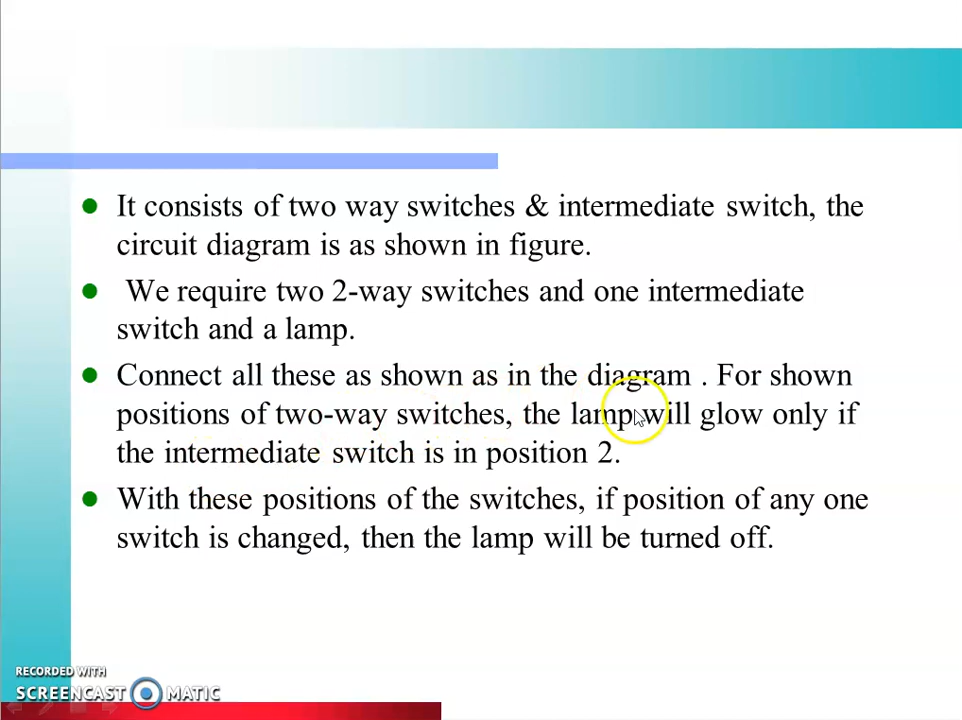 It consists of two way switches & intermediate switch, the
circuit diagram is as shown in figure.
We require two 2-way switches and one intermediate
switch and a lamp.
Connect all these as shown as in the diagram . For shown
positions of two-way switches, the lamp will glow only if
the intermediate switch is in position 2.
With these positions of the switches, if position of any one
switch is changed, then the lamp will be turned off.
RECORDED WITH
SCREENCAST MATIC